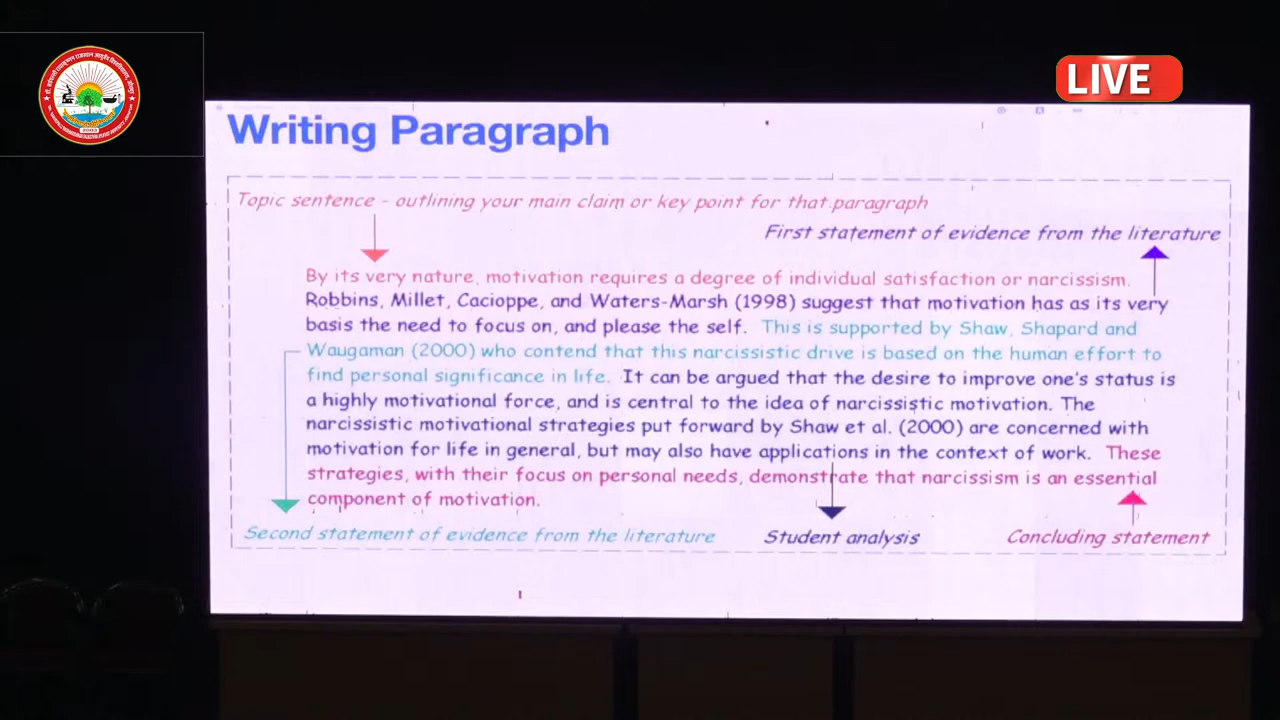 2003
LIVE
Writing Paragraph
Topic sentence - outlining your main claim or key point for that paragraph
First statement of evidence from the literature
By its very nature, motivation requires a degree of individual satisfaction or narcissism.
Robbins, Millet, Cacioppe, and Waters-Marsh (1998) suggest that motivation has as its very
basis the need to focus on, and please the self. This is supported by Shaw, Shapard and
Waugaman (2000) who contend that this narcissistic drive is based on the human effort to
find personal significance in life. It can be argued that the desire to improve one's status is
a highly motivational force, and is central to the idea of narcissistic motivation. The
narcissistic motivational strategies put forward by Shaw et al. (2000) are concerned with
motivation for life in general, but may also have applications in the context of work. These
strategies, with their focus on personal needs, demonstrate that narcissism is an essential
component of motivation.
Second statement of evidence from the literature
Student analysis
Concluding statement